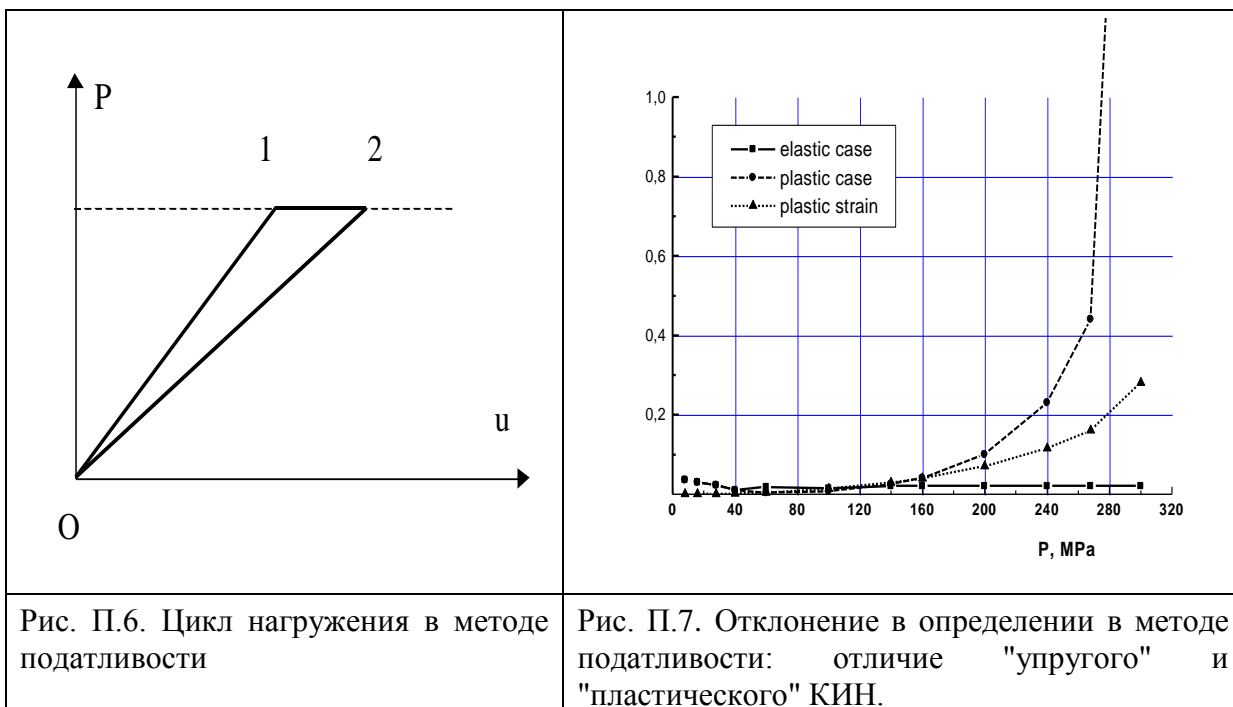 P
1 2
u
O
1,0
0,8
0,6
0,4
0,2
elastic case
plastic case
plastic strain
0 40 80 120 160 200 240 280 320
P, MPa
Рис. П.6. Цикл нагружения в методе
податливости
Рис. П.7. Отклонение в определении в методе
податливости: отличие "упругого" и
"пластического" КИН.